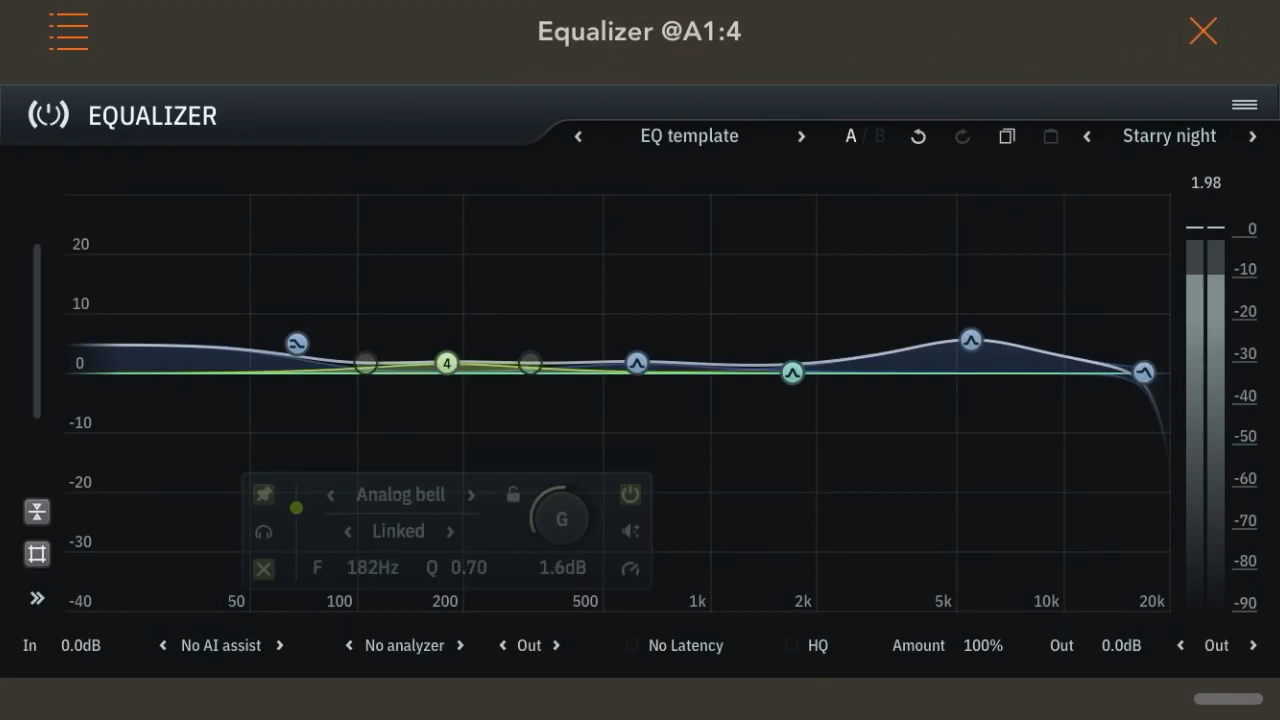 Equalizer @A1:4
EQUALIZER
EQ template A / B Starry night
1.98
20
10
0
-10
-20
-30
-40
0
-10
-20
-30
-40
-50
-60
-70
-80
-90
4
Analog bell
G
Linked
F 182Hz Q 0.70 1.6dB
50 100 200 500 1k 2k 5k 10k 20k
In 0.0dB No AI assist No analyzer Out No Latency HQ Amount 100% Out 0.0dB Out